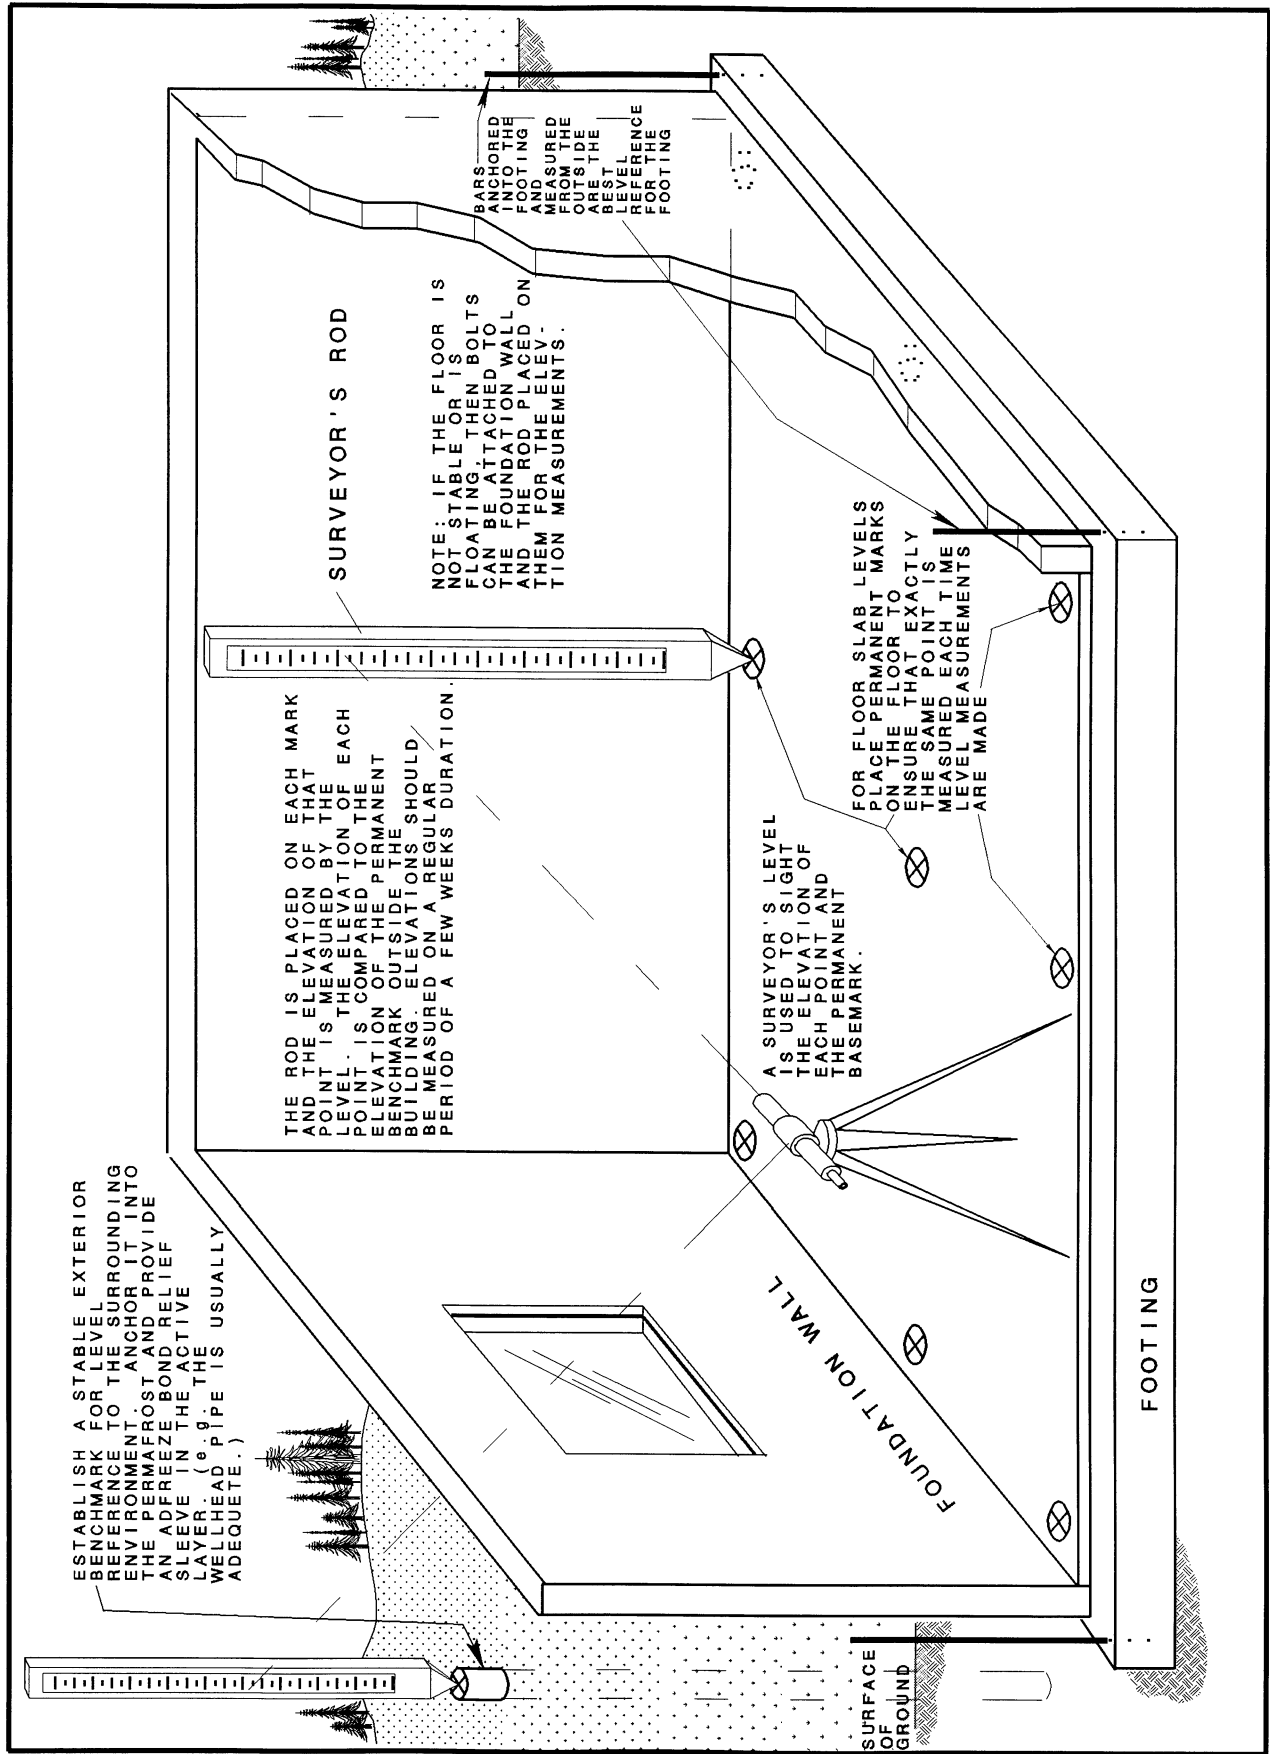 ESTABLISH A STABLE EXTERIOR
BENCHMARK FOR LEVEL
REFERENCE TO THE SURROUNDING
ENVIRONMENT. ANCHOR IT INTO
THE PERMAFROST AND PROVIDE
AN ADFREEZE BOND RELIEF
SLEEVE IN THE ACTIVE
LAYER. (e.g. THE
WELLHEAD PIPE IS USUALLY
ADEQUETE.)
THE ROD IS PLACED ON EACH MARK
AND THE ELEVATION OF THAT
POINT IS MEASURED BY THE
LEVEL. THE ELEVATION OF EACH
POINT IS COMPARED TO THE
ELEVATION OF THE PERMANENT
BENCHMARK OUTSIDE THE
BUILDING. ELEVATIONS SHOULD
BE MEASURED ON A REGULAR
PERIOD OF A FEW WEEKS DURATION.
SURVEYOR'S ROD
NOTE: IF THE FLOOR IS
NOT STABLE OR IS
FLOATING, THEN BOLTS
CAN BE ATTACHED TO
THE FOUNDATION WALL
AND THE ROD PLACED ON
THEM FOR THE ELEV-
TION MEASUREMENTS.
BARS
ANCHORED
INTO THE
FOOTING
AND
MEASURED
FROM THE
OUTSIDE
ARE THE
BEST
LEVEL
REFERENCE
FOR THE
FOOTING
A SURVEYOR'S LEVEL
IS USED TO SIGHT
THE ELEVATION OF
EACH POINT AND
THE PERMANENT
BASEMARK.
FOR FLOOR SLAB LEVELS
PLACE PERMANENT MARKS
ON THE FLOOR TO
ENSURE THAT EXACTLY
THE SAME POINT IS
MEASURED EACH TIME
LEVEL MEASUREMENTS
ARE MADE
FOUNDATION WALL
SURFACE
OF
GROUND
FOOTING